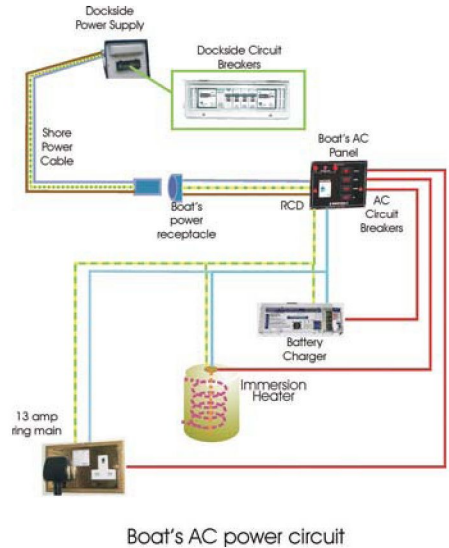 Dockside
Power Supply
Dockside Circuit
Breakers
Shore
Power
Cable
Boat's AC
Panel
Boat's
power
receptacle
RCD
AC
Circuit
Breakers
Battery
Charger
Immersion
Heater
13 amp
ring main
Boat's AC power circuit